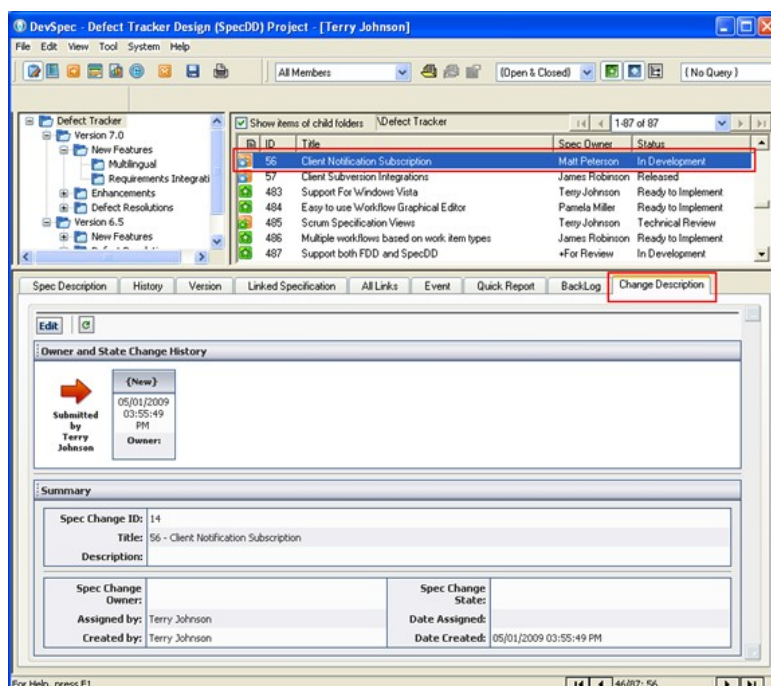 DevSpec - Defect Tracker Design (SpecDD) Project - [Terry Johnson]
File Edit View Tool System Help
All Members
(Open & Closed)
( No Query )
Defect Tracker
Version 7.0
New Features
Multilingual
Requirements Integrati
Enhancements
Defect Resolutions
Version 6.5
New Features
Show items of child folders \Defect Tracker 1-87 of 87
ID Title Spec Owner Status
56 Client Notification Subscription Matt Peterson In Development
57 Client Subversion Integrations James Robinson Released
483 Support For Windows Vista Terry Johnson Ready to Implement
484 Easy to use Workflow Graphical Editor Pamela Miller Ready to Implement
485 Scrum Specification Views Terry Johnson Technical Review
486 Multiple workflows based on work item types James Robinson Ready to Implement
487 Support both FDD and SpecDD +For Review In Development
Spec Description History Version Linked Specification All Links Event Quick Report BackLog Change Description
Edit
Owner and State Change History
Submitted
by
Terry
Johnson
{New}
05/01/2009
03:55:49
PM
Owner:
Summary
Spec Change ID: 14
Title: 56 - Client Notification Subscription
Description:
Spec Change
Owner:
Spec Change
State:
Assigned by: Terry Johnson Date Assigned:
Created by: Terry Johnson Date Created: 05/01/2009 03:55:49 PM
For Help, press F1
46/87: 56